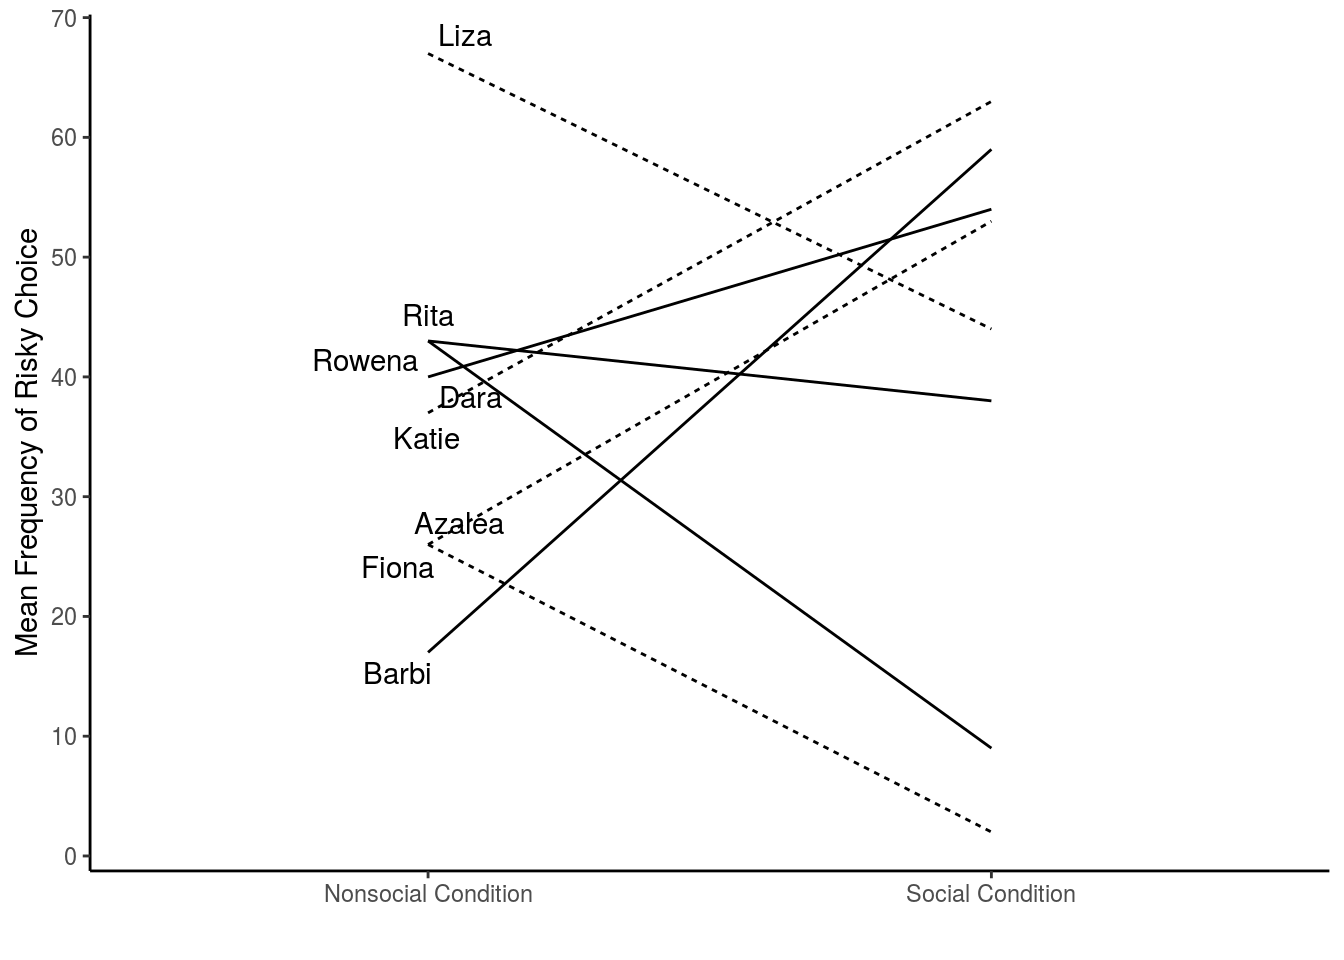 Mean Frequency of Risky Choice
70
60
50
40
30
20
10
0
Liza
Rita
Rowena
Dara
Katie
Azalea
Fiona
Barbi
Nonsocial Condition
Social Condition